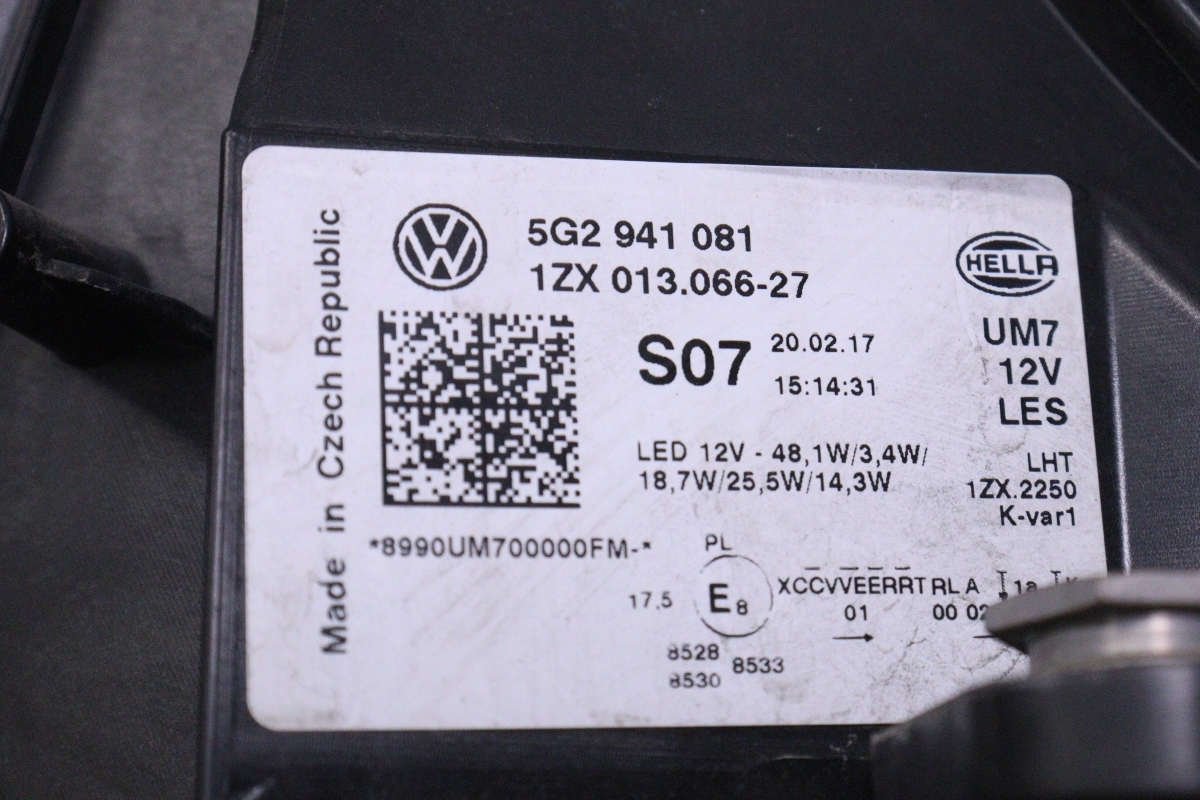 Made in Czech Republic
5G2 941 081
1ZX 013.066-27
HELLA
S07
20.02.17
15:14:31
UM7
12V
LES
LED 12V - 48,1W/3,4W/
18,7W/25,5W/14,3W
LHT
1ZX.2250
K-var1
*8990UM700000FM-*
PL
17,5
E8
XCCVVEERRT RL A 1a
01 00 02
8528
8533
8530